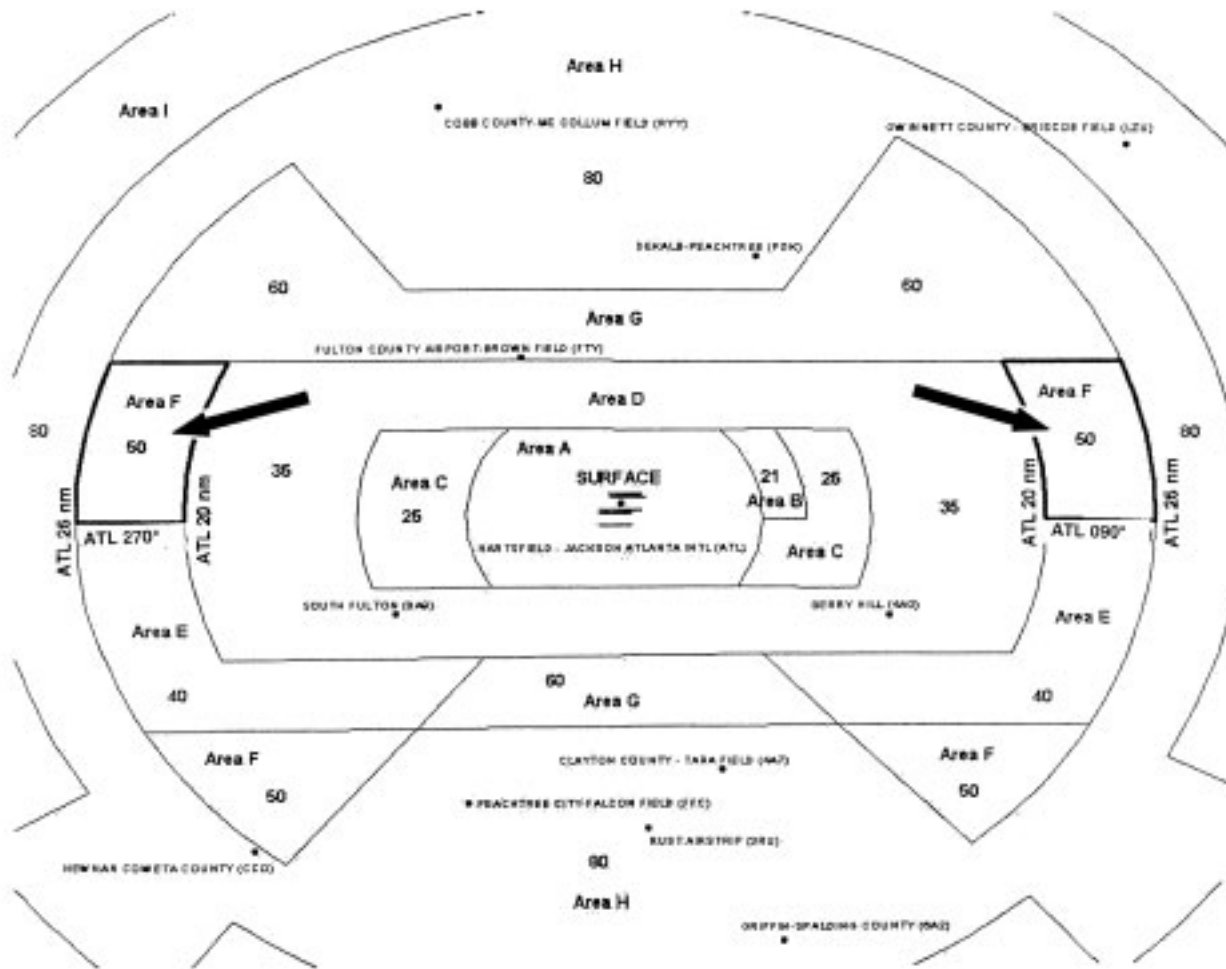 Area H
Area I
COBB COUNTY-MC COLLUM FIELD (RYY)
GWINNETT COUNTY - BRISCOE FIELD (LZU)
80
DEKALB-PEACHTREE (PDK)
60
60
Area G
FULTON COUNTY AIRPORT-BROWN FIELD (FTY)
Area F
Area F
Area D
80
50
50
80
Area A
35
Area C
SURFACE
21
25
Area B
35
25
ATL 26 nm
ATL 270°
ATL 20 nm
ATL 20 nm
ATL 090°
ATL 26 nm
HARTSFIELD - JACKSON ATLANTA INTL (ATL)
Area C
SOUTH FULTON (9A9)
BERRY HILL (4A0)
Area E
Area E
60
40
Area G
40
Area F
CLAYTON COUNTY - TARA FIELD (4A7)
Area F
50
PEACHTREE CITY-FALCON FIELD (FFC)
50
RUST AIRSTRIP (3RU)
NEWNAN COWETA COUNTY (CCO)
80
Area H
GRIFFIN-SPALDING COUNTY (6A2)